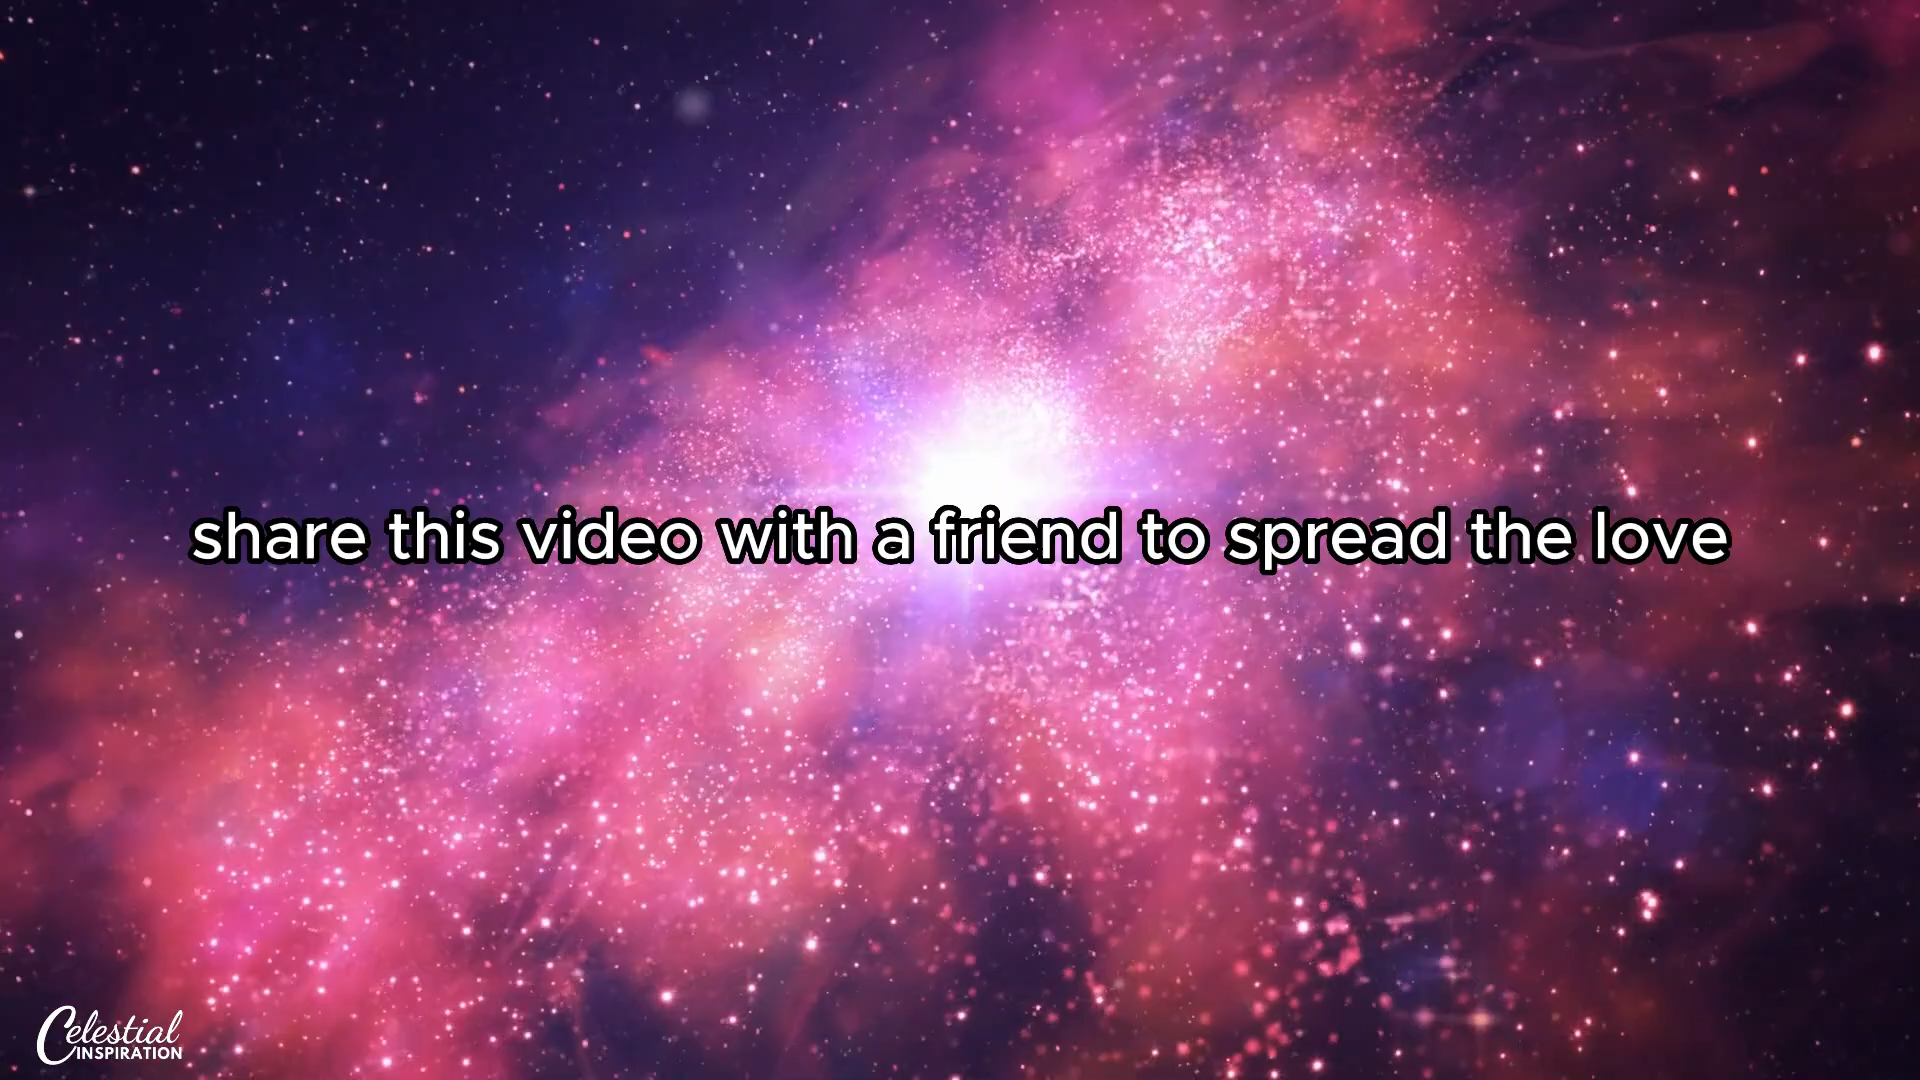 share this video with a friend to spread the love
Celestial
INSPIRATION